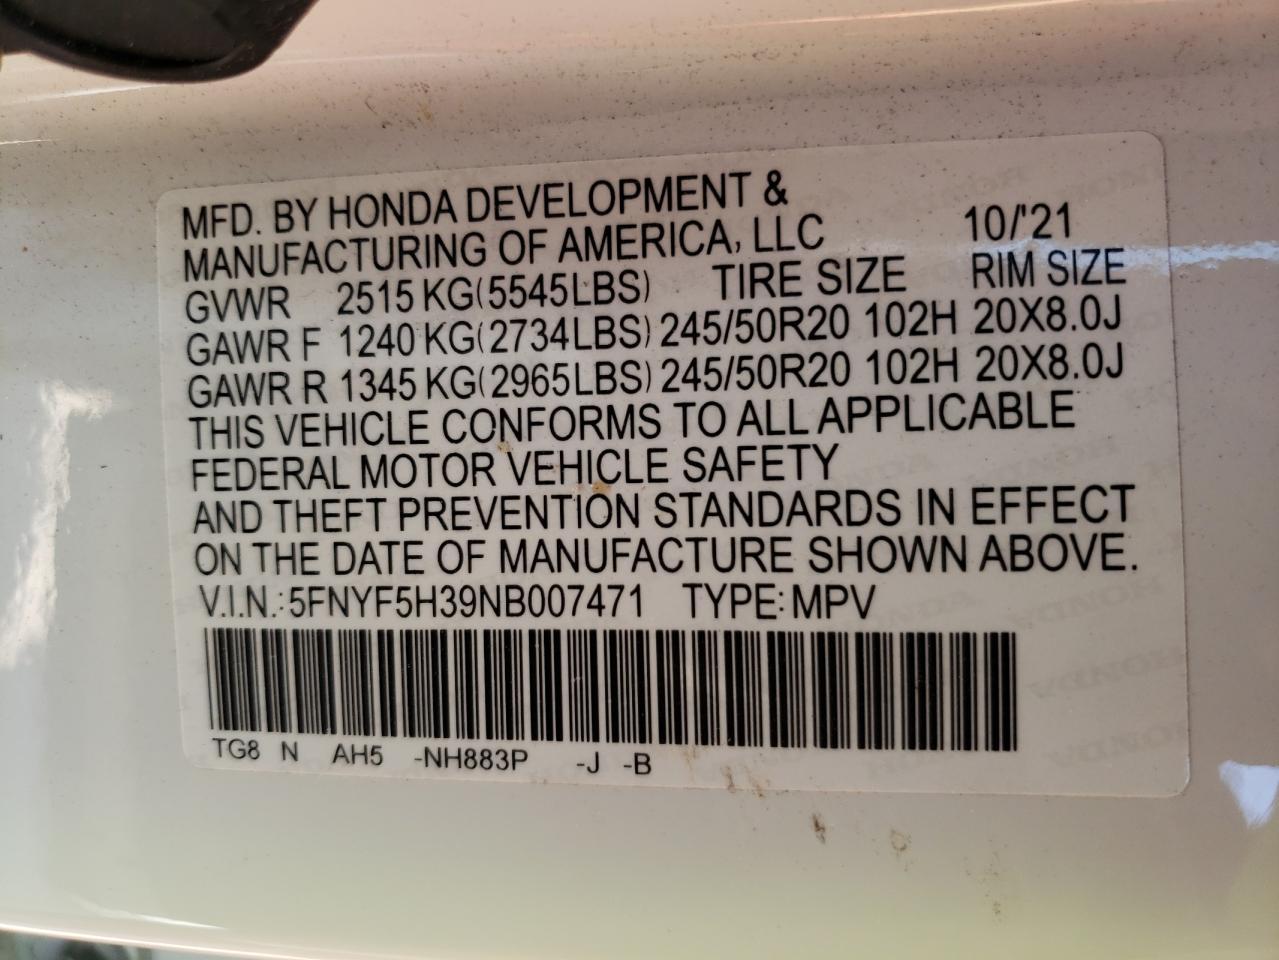 MFD. BY HONDA DEVELOPMENT &
MANUFACTURING OF AMERICA, LLC 10/'21
GVWR 2515 KG(5545LBS) TIRE SIZE RIM SIZE
GAWR F 1240 KG(2734LBS) 245/50R20 102H 20X8.0J
GAWR R 1345 KG(2965LBS) 245/50R20 102H 20X8.0J
THIS VEHICLE CONFORMS TO ALL APPLICABLE
FEDERAL MOTOR VEHICLE SAFETY
AND THEFT PREVENTION STANDARDS IN EFFECT
ON THE DATE OF MANUFACTURE SHOWN ABOVE.
V.I.N.: 5FNYF5H39NB007471 TYPE: MPV
TG8 N AH5 -NH883P -J -B